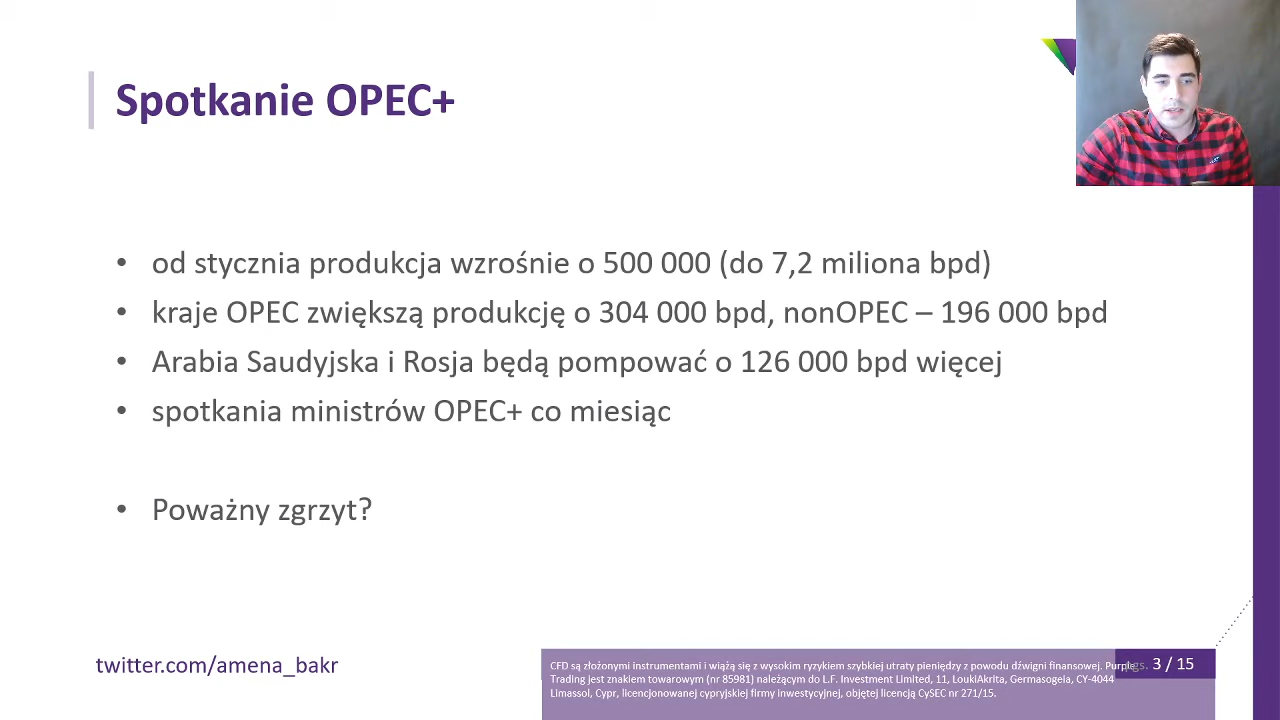 Spotkanie OPEC+
• od stycznia produkcja wzrośnie o 500 000 (do 7,2 miliona bpd)
• kraje OPEC zwiększą produkcję o 304 000 bpd, nonOPEC – 196 000 bpd
• Arabia Saudyjska i Rosja będą pompować o 126 000 bpd więcej
• spotkania ministrów OPEC+ co miesiąc
• Poważny zgrzyt?
twitter.com/amena_bakr
CFD są złożonymi instrumentami i wiążą się z wysokim ryzykiem szybkiej utraty pieniędzy z powodu dźwigni finansowej. Purple
Trading jest znakiem towarowym (nr 85981) należącym do L.F. Investment Limited, 11, LoukiAkrita, Germasogeia, CY-4044
Limassol, Cypr, licencjonowanej cypryjskiej firmy inwestycyjnej, objętej licencją CySEC nr 271/15.
3 / 15